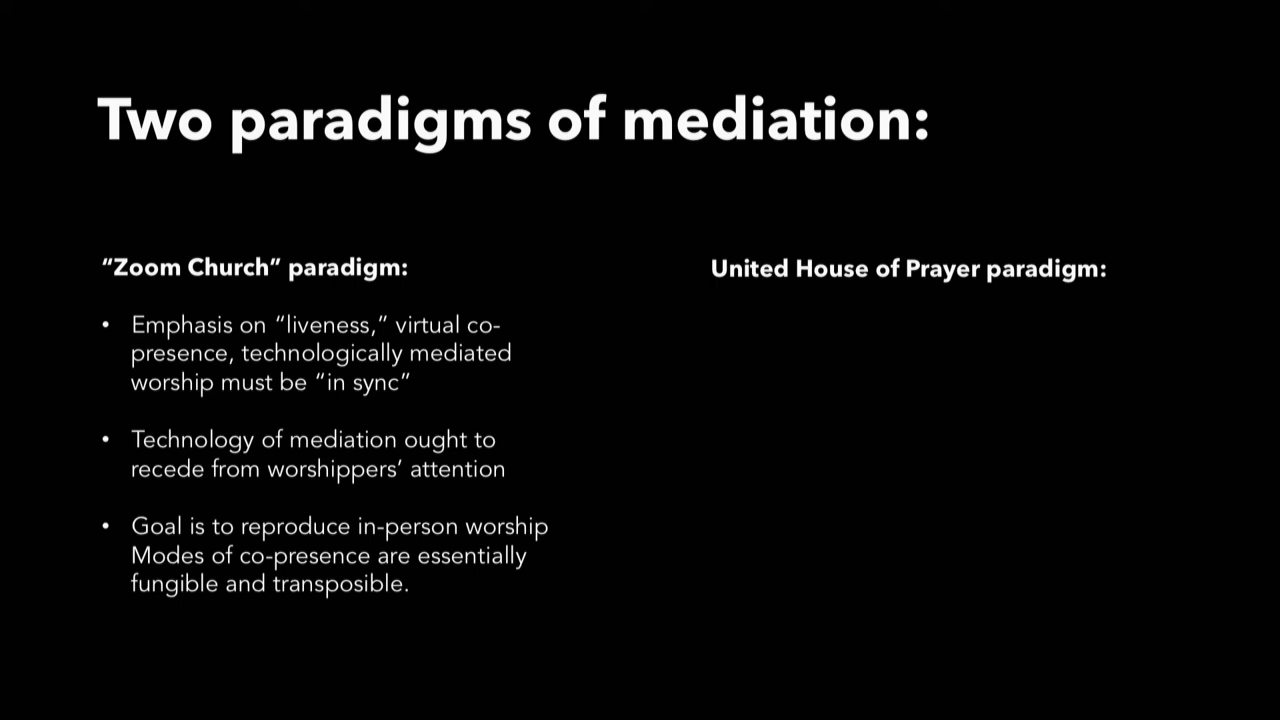 Two paradigms of mediation:
“Zoom Church” paradigm:
• Emphasis on “liveness,” virtual co-
presence, technologically mediated
worship must be “in sync”
• Technology of mediation ought to
recede from worshippers’ attention
• Goal is to reproduce in-person worship
Modes of co-presence are essentially
fungible and transposible.
United House of Prayer paradigm: